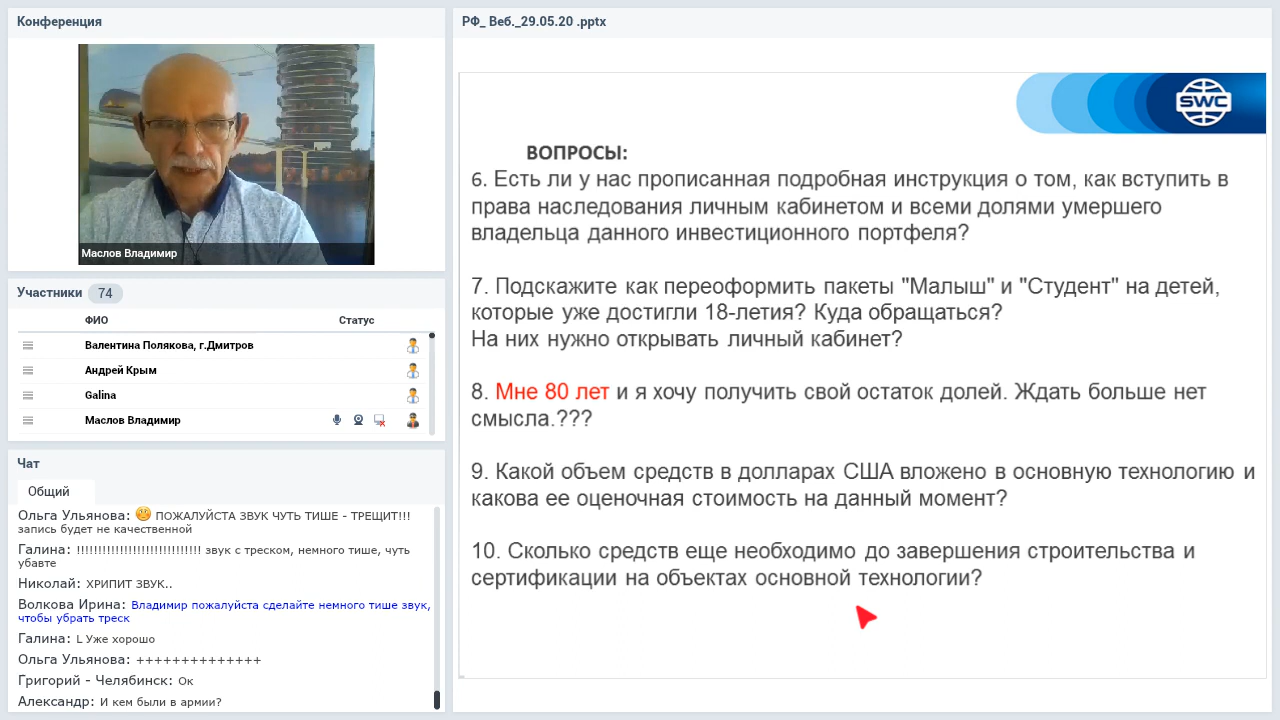 Конференция
Маслов Владимир
Участники 74
ФИО Статус
Валентина Полякова, г.Дмитров
Андрей Крым
Galina
Маслов Владимир
Чат
Общий
Ольга Ульянова: ПОЖАЛУЙСТА ЗВУК ЧУТЬ ТИШЕ - ТРЕЩИТ!!!
запись будет не качественной
Галина: !!!!!!!!!!!!!!!!!!!!!!!!!!!!! звук с треском, немного тише, чуть
убавте
Николай: ХРИПИТ ЗВУК..
Волкова Ирина: Владимир пожалуйста сделайте немного тише звук,
чтобы убрать треск
Галина: L Уже хорошо
Ольга Ульянова: ++++++++++++++
Григорий - Челябинск: Ок
Александр: И кем были в армии?
РФ_ Веб._29.05.20 .pptx
SWC
ВОПРОСЫ:
6. Есть ли у нас прописанная подробная инструкция о том, как вступить в
права наследования личным кабинетом и всеми долями умершего
владельца данного инвестиционного портфеля?
7. Подскажите как переоформить пакеты "Малыш" и "Студент" на детей,
которые уже достигли 18-летия? Куда обращаться?
На них нужно открывать личный кабинет?
8. Мне 80 лет и я хочу получить свой остаток долей. Ждать больше нет
смысла.???
9. Какой объем средств в долларах США вложено в основную технологию и
какова ее оценочная стоимость на данный момент?
10. Сколько средств еще необходимо до завершения строительства и
сертификации на объектах основной технологии?